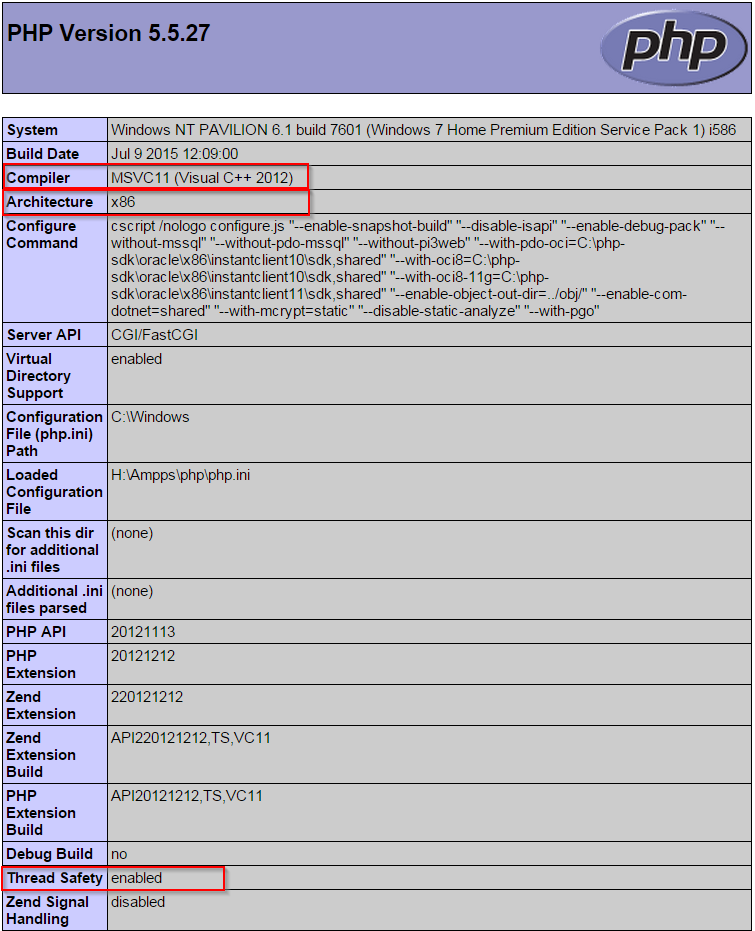 PHP Version 5.5.27
php
System Windows NT PAVILION 6.1 build 7601 (Windows 7 Home Premium Edition Service Pack 1) i586
Build Date Jul 9 2015 12:09:00
Compiler MSVC11 (Visual C++ 2012)
Architecture x86
Configure cscript /nologo configure.js "--enable-snapshot-build" "--disable-isapi" "--enable-debug-pack" "--
Command without-mssql" "--without-pdo-mssql" "--without-pi3web" "--with-pdo-oci=C:\php-
sdk\oracle\x86\instantclient10\sdk,shared" "--with-oci8=C:\php-
sdk\oracle\x86\instantclient10\sdk,shared" "--with-oci8-11g=C:\php-
sdk\oracle\x86\instantclient11\sdk,shared" "--enable-object-out-dir=../obj/" "--enable-com-
dotnet=shared" "--with-mcrypt=static" "--disable-static-analyze" "--with-pgo"
Server API CGI/FastCGI
Virtual enabled
Directory
Support
Configuration C:\Windows
File (php.ini)
Path
Loaded H:\Ampps\php\php.ini
Configuration
File
Scan this dir (none)
for additional
.ini files
Additional .ini (none)
files parsed
PHP API 20121113
PHP 20121212
Extension
Zend 220121212
Extension
Zend API220121212,TS,VC11
Extension
Build
PHP API20121212,TS,VC11
Extension
Build
Debug Build no
Thread Safety enabled
Zend Signal disabled
Handling